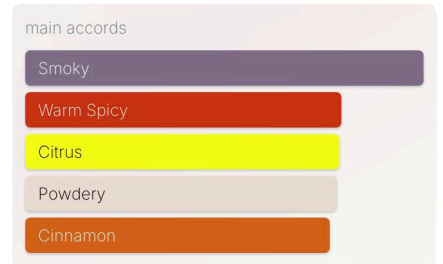 main accords
Smoky
Warm Spicy
Citrus
Powdery
Cinnamon